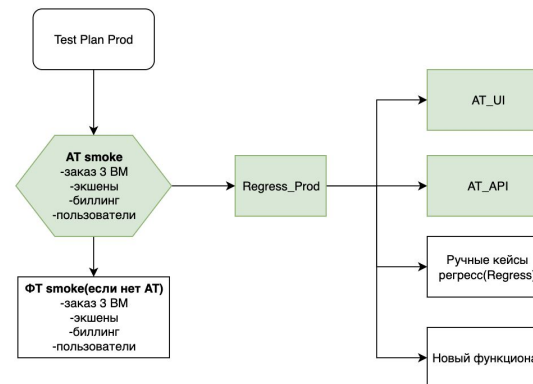 Test Plan Prod
AT smoke
-заказ 3 ВМ
-экшены
-биллинг
-пользователи
ФТ smoke(если нет АТ)
-заказ 3 ВМ
-экшены
-биллинг
-пользователи
Regress_Prod
AT_UI
AT_API
Ручные кейсы
регресс(Regress)
Новый функциона